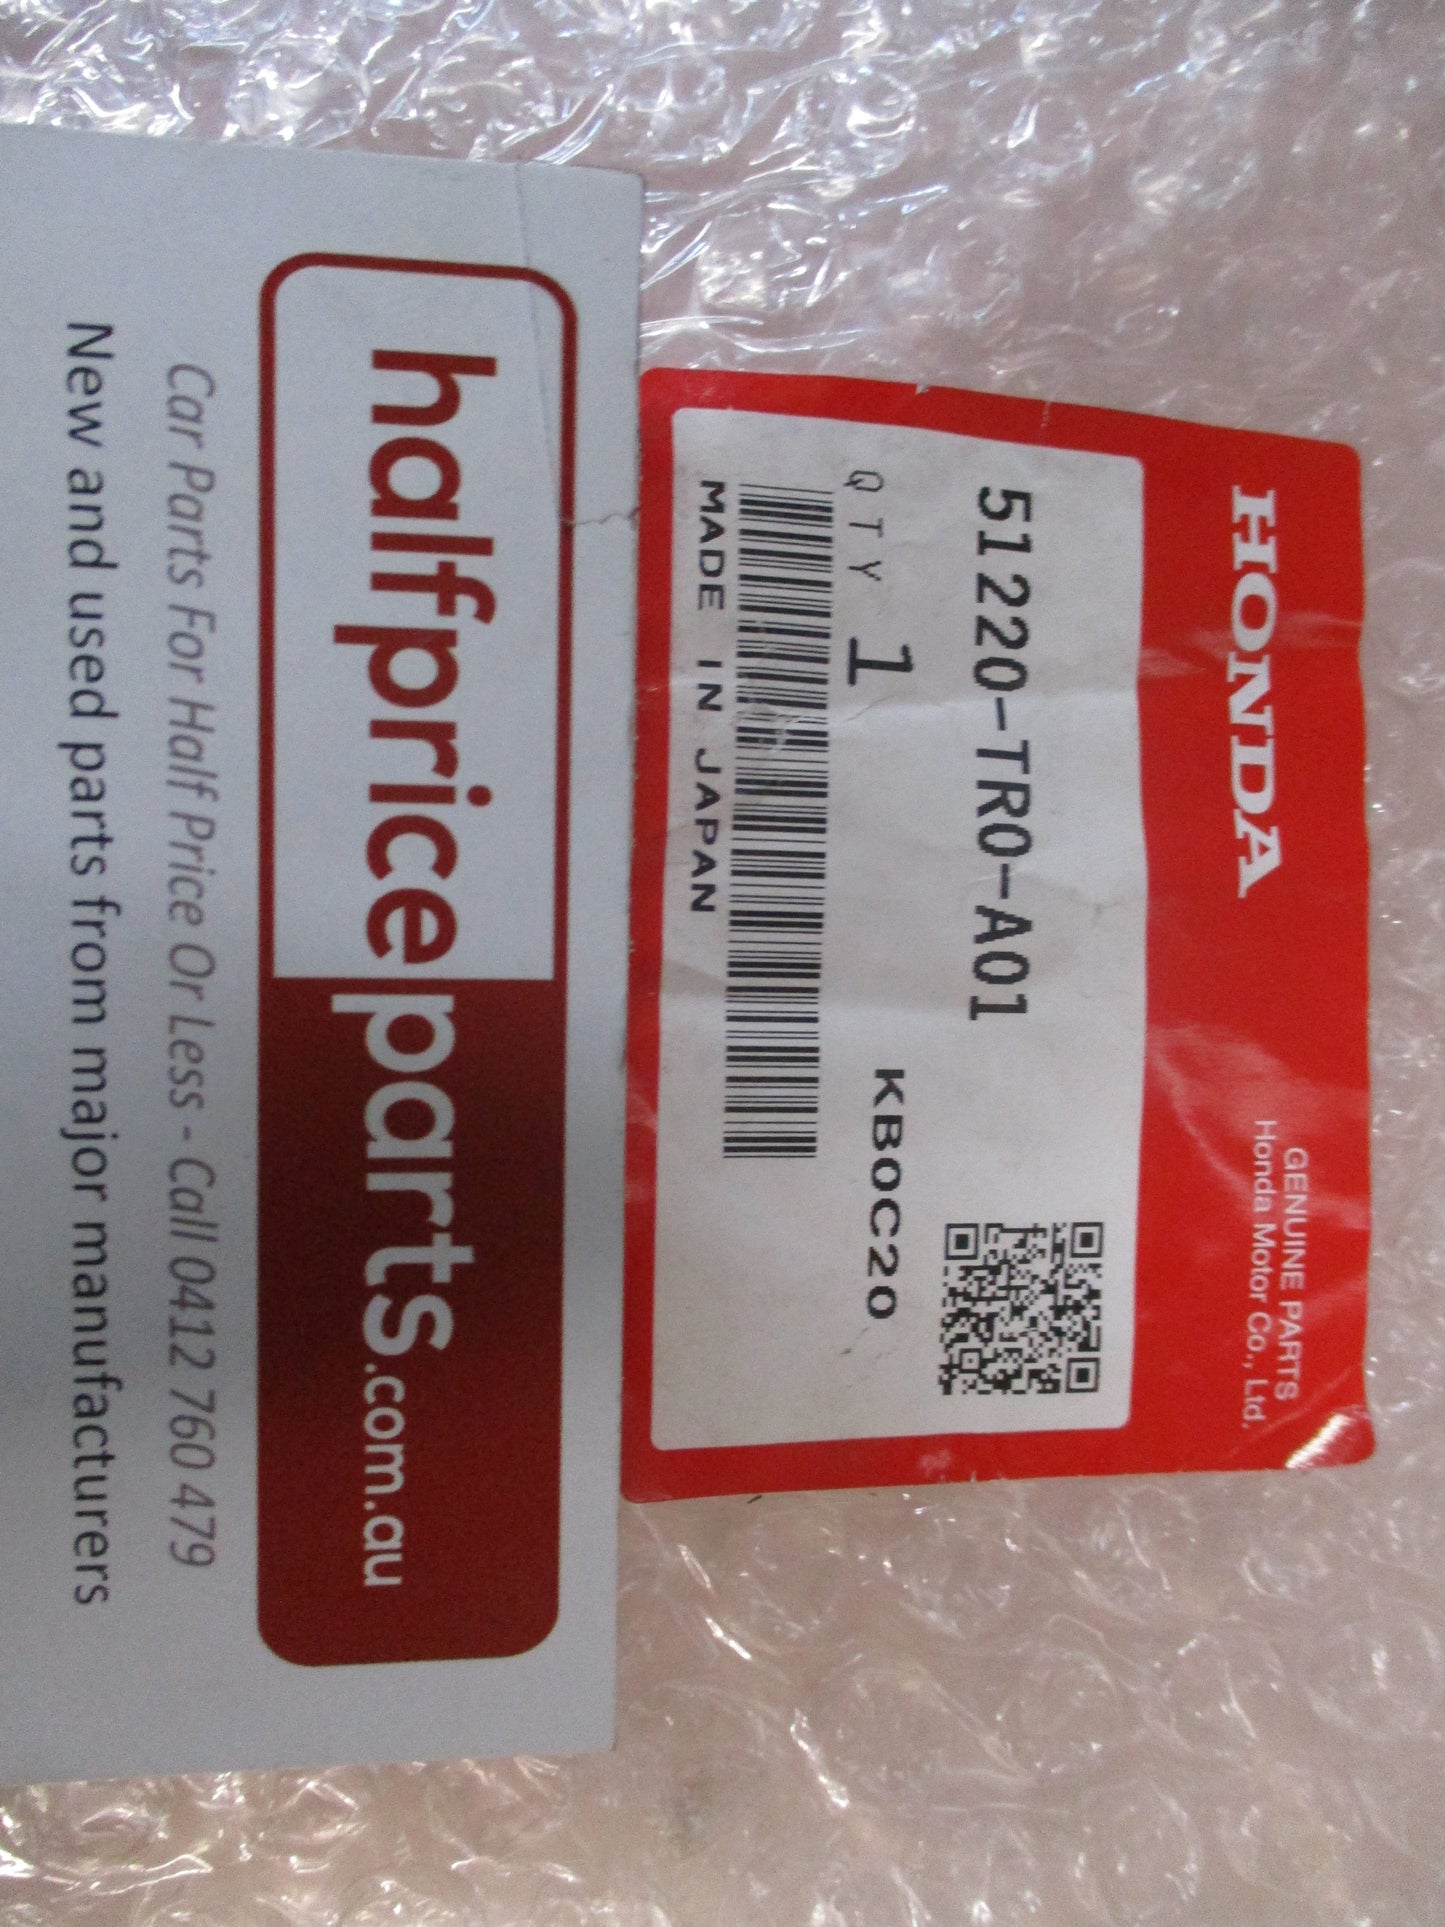 HONDA
GENUINE PARTS
Honda Motor Co., Ltd.
51220-TR0-A01
QTY 1
KB0C20
MADE IN JAPAN
halfpriceparts.com.au
Car Parts For Half Price Or Less - Call 0412 760 479
New and used parts from major manufacturers